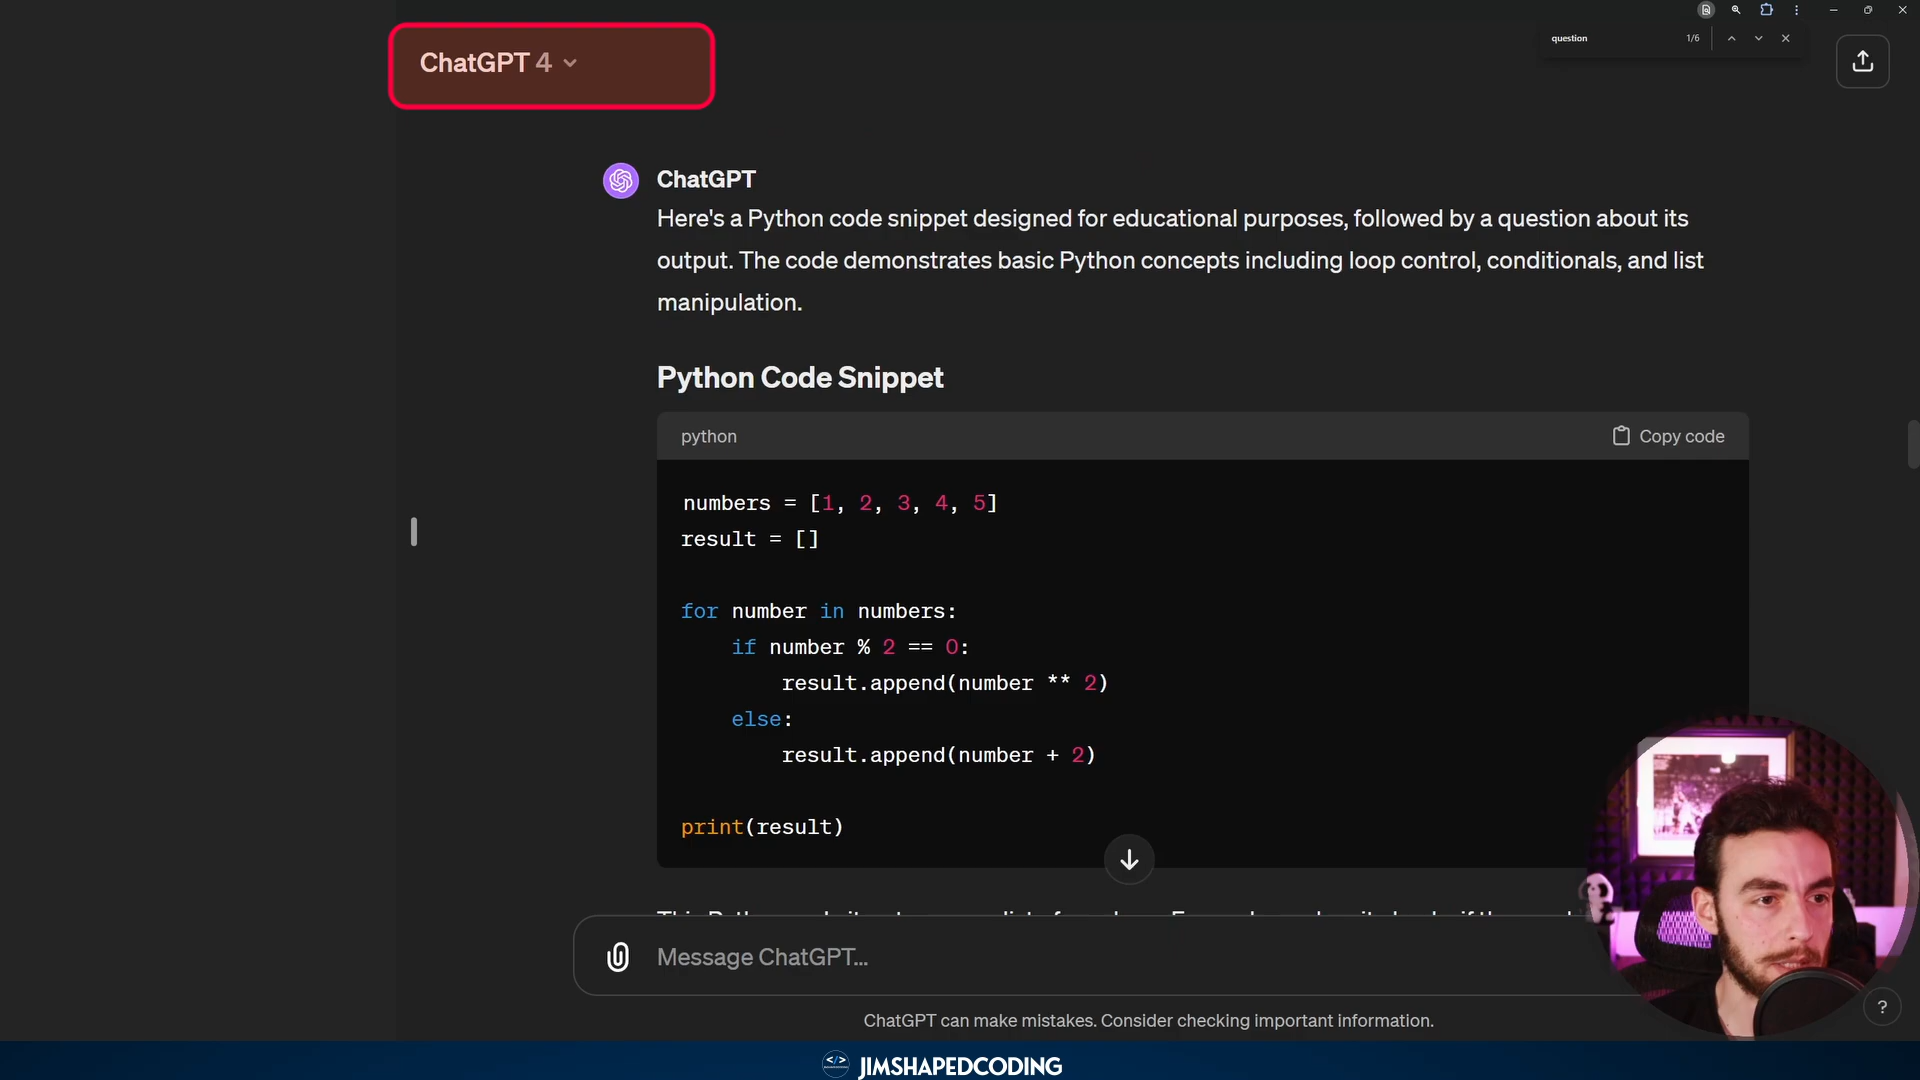 ChatGPT 4
question
1/6
ChatGPT
Here's a Python code snippet designed for educational purposes, followed by a question about its
output. The code demonstrates basic Python concepts including loop control, conditionals, and list
manipulation.
Python Code Snippet
python
Copy code
numbers = [1, 2, 3, 4, 5]
result = []
for number in numbers:
    if number % 2 == 0:
        result.append(number ** 2)
    else:
        result.append(number + 2)
print(result)
Message ChatGPT...
ChatGPT can make mistakes. Consider checking important information.
?
</> JIMSHAPEDCODING